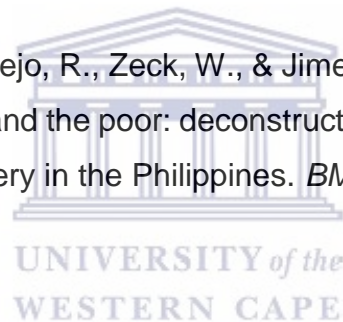 ejo, R., Zeck, W., & Jime
and the poor: deconstruct
ery in the Philippines. BM
UNIVERSITY of the
WESTERN CAPE